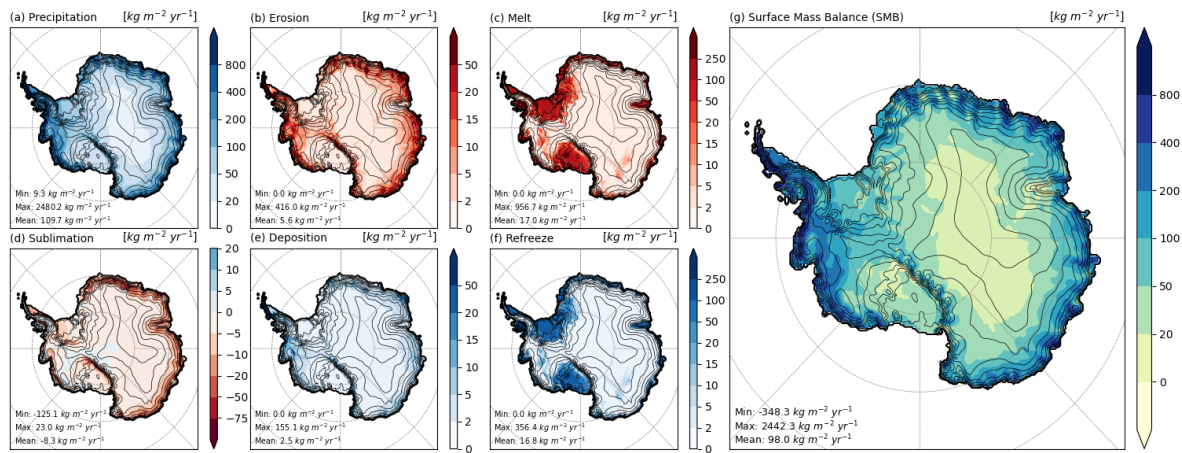 (a) Precipitation [kg m⁻² yr⁻¹]
800
400
200
100
50
20
0
Min: 9.3 kg m⁻² yr⁻¹
Max: 2480.2 kg m⁻² yr⁻¹
Mean: 109.7 kg m⁻² yr⁻¹
(b) Erosion [kg m⁻² yr⁻¹]
50
20
15
10
5
2
0
Min: 0.0 kg m⁻² yr⁻¹
Max: 416.0 kg m⁻² yr⁻¹
Mean: 5.6 kg m⁻² yr⁻¹
(c) Melt [kg m⁻² yr⁻¹]
250
100
50
20
15
10
5
2
0
Min: 0.0 kg m⁻² yr⁻¹
Max: 956.7 kg m⁻² yr⁻¹
Mean: 17.0 kg m⁻² yr⁻¹
(d) Sublimation [kg m⁻² yr⁻¹]
20
10
5
0
−5
−10
−20
−50
−75
Min: -125.1 kg m⁻² yr⁻¹
Max: 23.0 kg m⁻² yr⁻¹
Mean: -8.3 kg m⁻² yr⁻¹
(e) Deposition [kg m⁻² yr⁻¹]
50
20
15
10
5
2
0
Min: 0.0 kg m⁻² yr⁻¹
Max: 155.1 kg m⁻² yr⁻¹
Mean: 2.5 kg m⁻² yr⁻¹
(f) Refreeze [kg m⁻² yr⁻¹]
250
100
50
20
15
10
5
2
0
Min: 0.0 kg m⁻² yr⁻¹
Max: 356.4 kg m⁻² yr⁻¹
Mean: 16.8 kg m⁻² yr⁻¹
(g) Surface Mass Balance (SMB) [kg m⁻² yr⁻¹]
800
400
200
100
50
20
0
Min: -348.3 kg m⁻² yr⁻¹
Max: 2442.3 kg m⁻² yr⁻¹
Mean: 98.0 kg m⁻² yr⁻¹